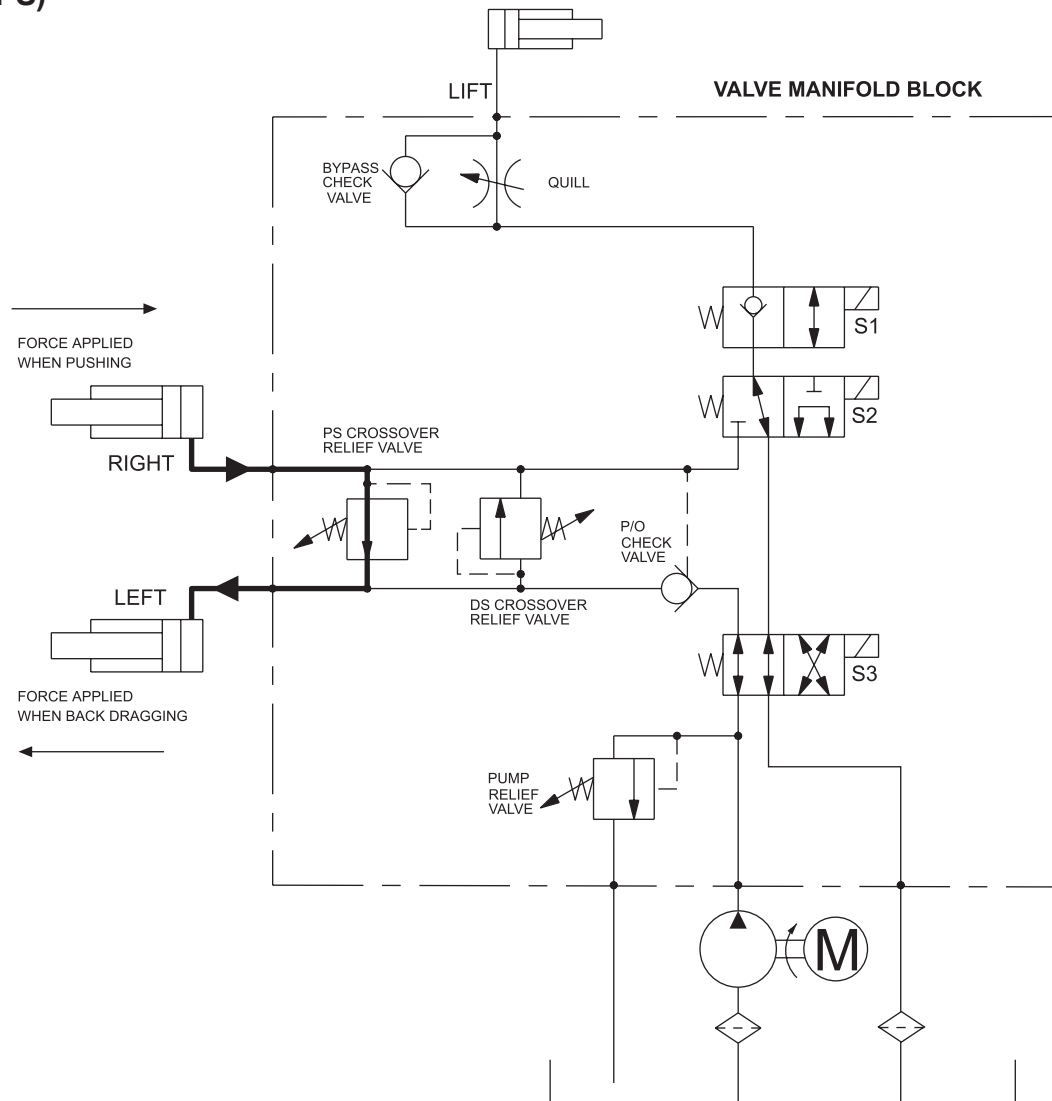 LIFT
VALVE MANIFOLD BLOCK
BYPASS
CHECK
VALVE
QUILL
S1
FORCE APPLIED
WHEN PUSHING
S2
PS CROSSOVER
RELIEF VALVE
RIGHT
P/O
CHECK
VALVE
LEFT
DS CROSSOVER
RELIEF VALVE
S3
FORCE APPLIED
WHEN BACK DRAGGING
PUMP
RELIEF
VALVE
M